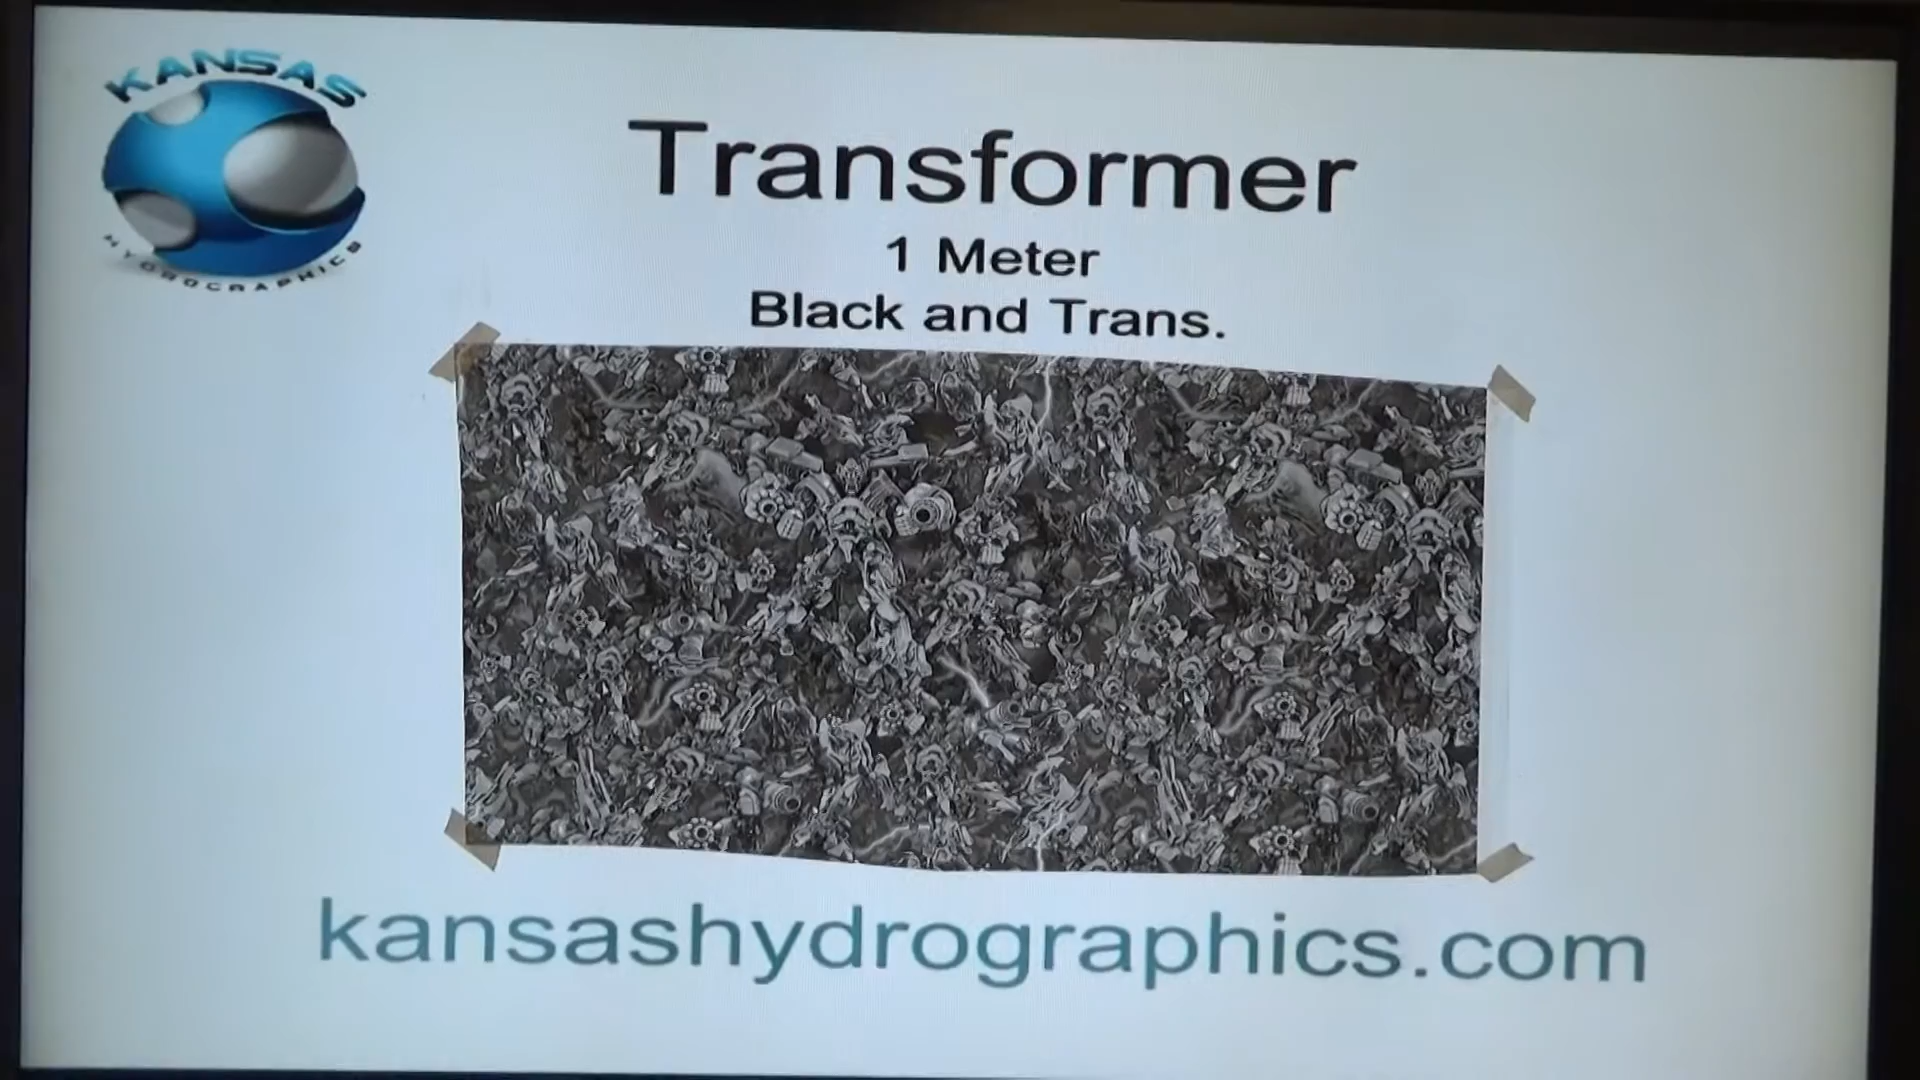 KANSAS
HYDROGRAPHICS
Transformer
1 Meter
Black and Trans.
kansashydrographics.com